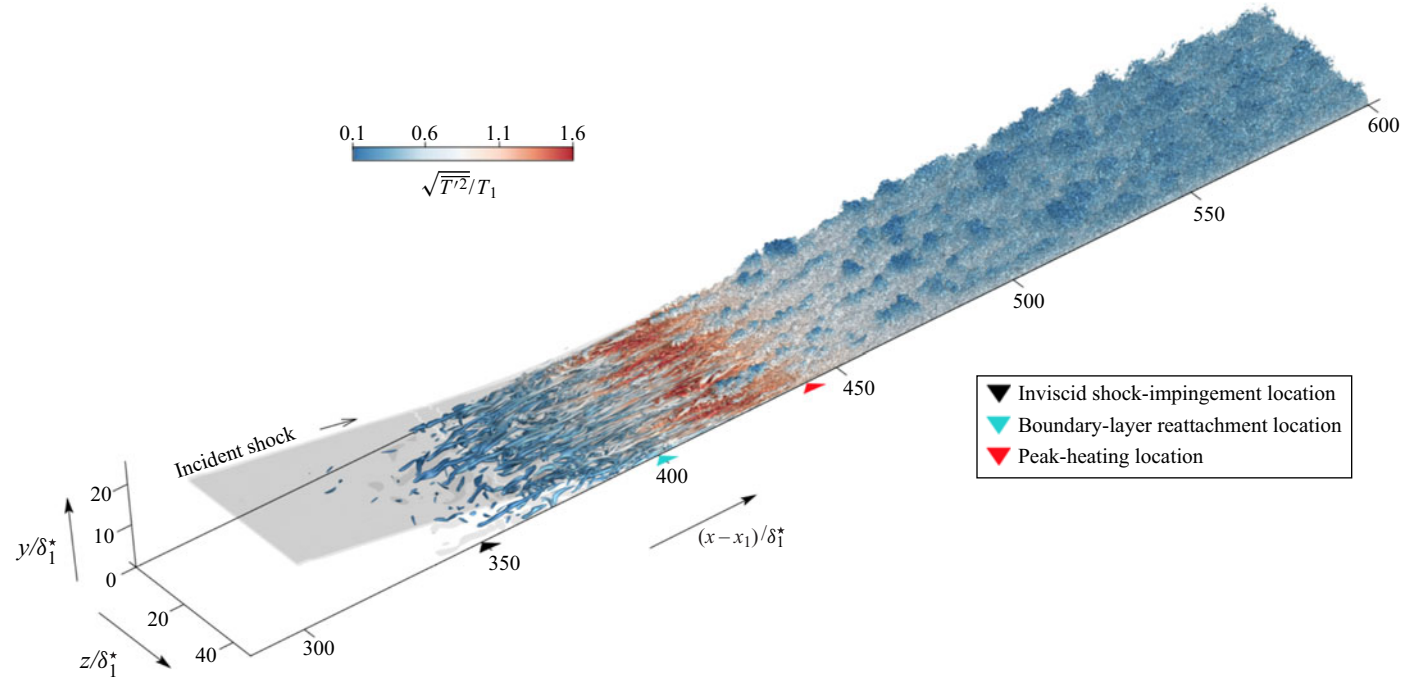 0.1 0.6 1.1 1.6
√T′²/T₁
600
550
500
450
400
350
300
Incident shock
20
10
0
y/δ₁⋆
20
40
z/δ₁⋆
(x – x₁)/δ₁⋆
Inviscid shock-impingement location
Boundary-layer reattachment location
Peak-heating location